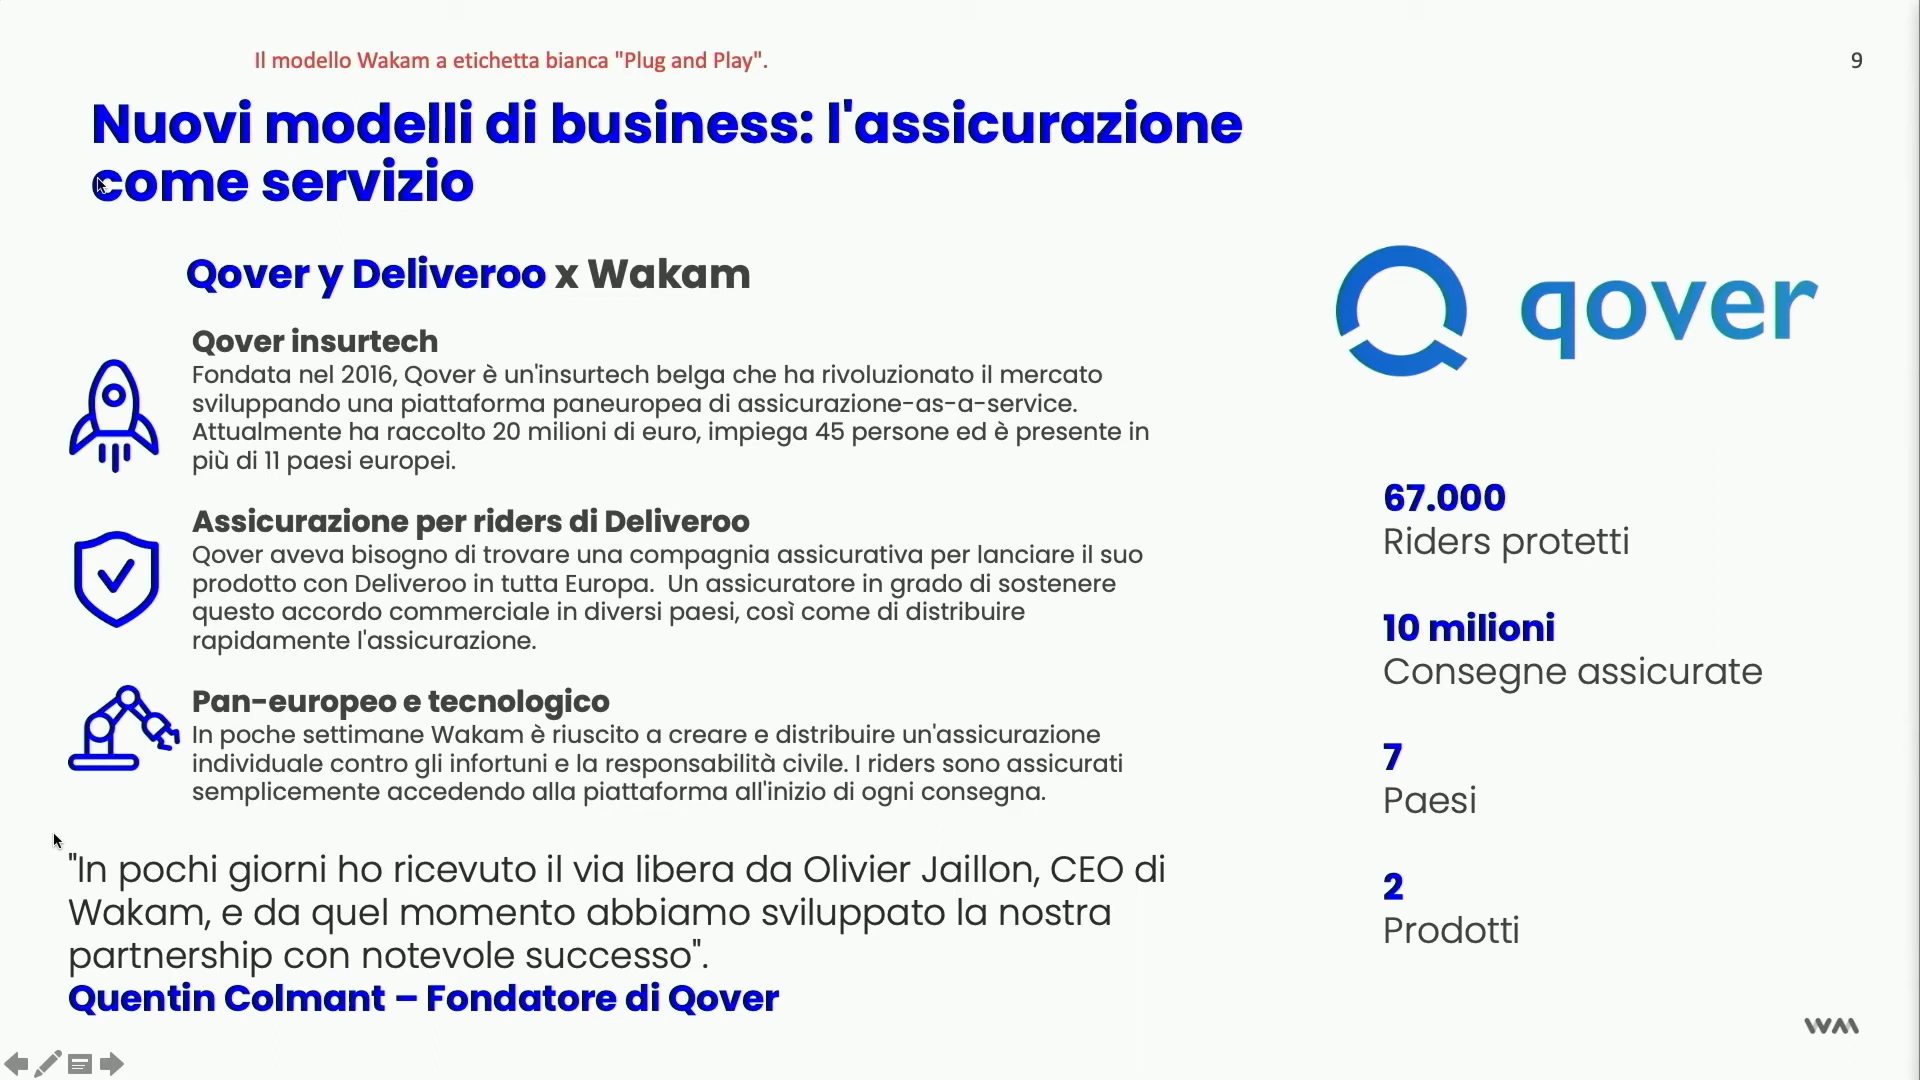 Il modello Wakam a etichetta bianca "Plug and Play".
9
Nuovi modelli di business: l'assicurazione
come servizio
Qover y Deliveroo x Wakam
Qover insurtech
Fondata nel 2016, Qover è un'insurtech belga che ha rivoluzionato il mercato
sviluppando una piattaforma paneuropea di assicurazione-as-a-service.
Attualmente ha raccolto 20 milioni di euro, impiega 45 persone ed è presente in
più di 11 paesi europei.
Assicurazione per riders di Deliveroo
Qover aveva bisogno di trovare una compagnia assicurativa per lanciare il suo
prodotto con Deliveroo in tutta Europa.  Un assicuratore in grado di sostenere
questo accordo commerciale in diversi paesi, così come di distribuire
rapidamente l'assicurazione.
Pan-europeo e tecnologico
In poche settimane Wakam è riuscito a creare e distribuire un'assicurazione
individuale contro gli infortuni e la responsabilità civile. I riders sono assicurati
semplicemente accedendo alla piattaforma all'inizio di ogni consegna.
"In pochi giorni ho ricevuto il via libera da Olivier Jaillon, CEO di
Wakam, e da quel momento abbiamo sviluppato la nostra
partnership con notevole successo".
Quentin Colmant – Fondatore di Qover
qover
67.000
Riders protetti
10 milioni
Consegne assicurate
7
Paesi
2
Prodotti
WM